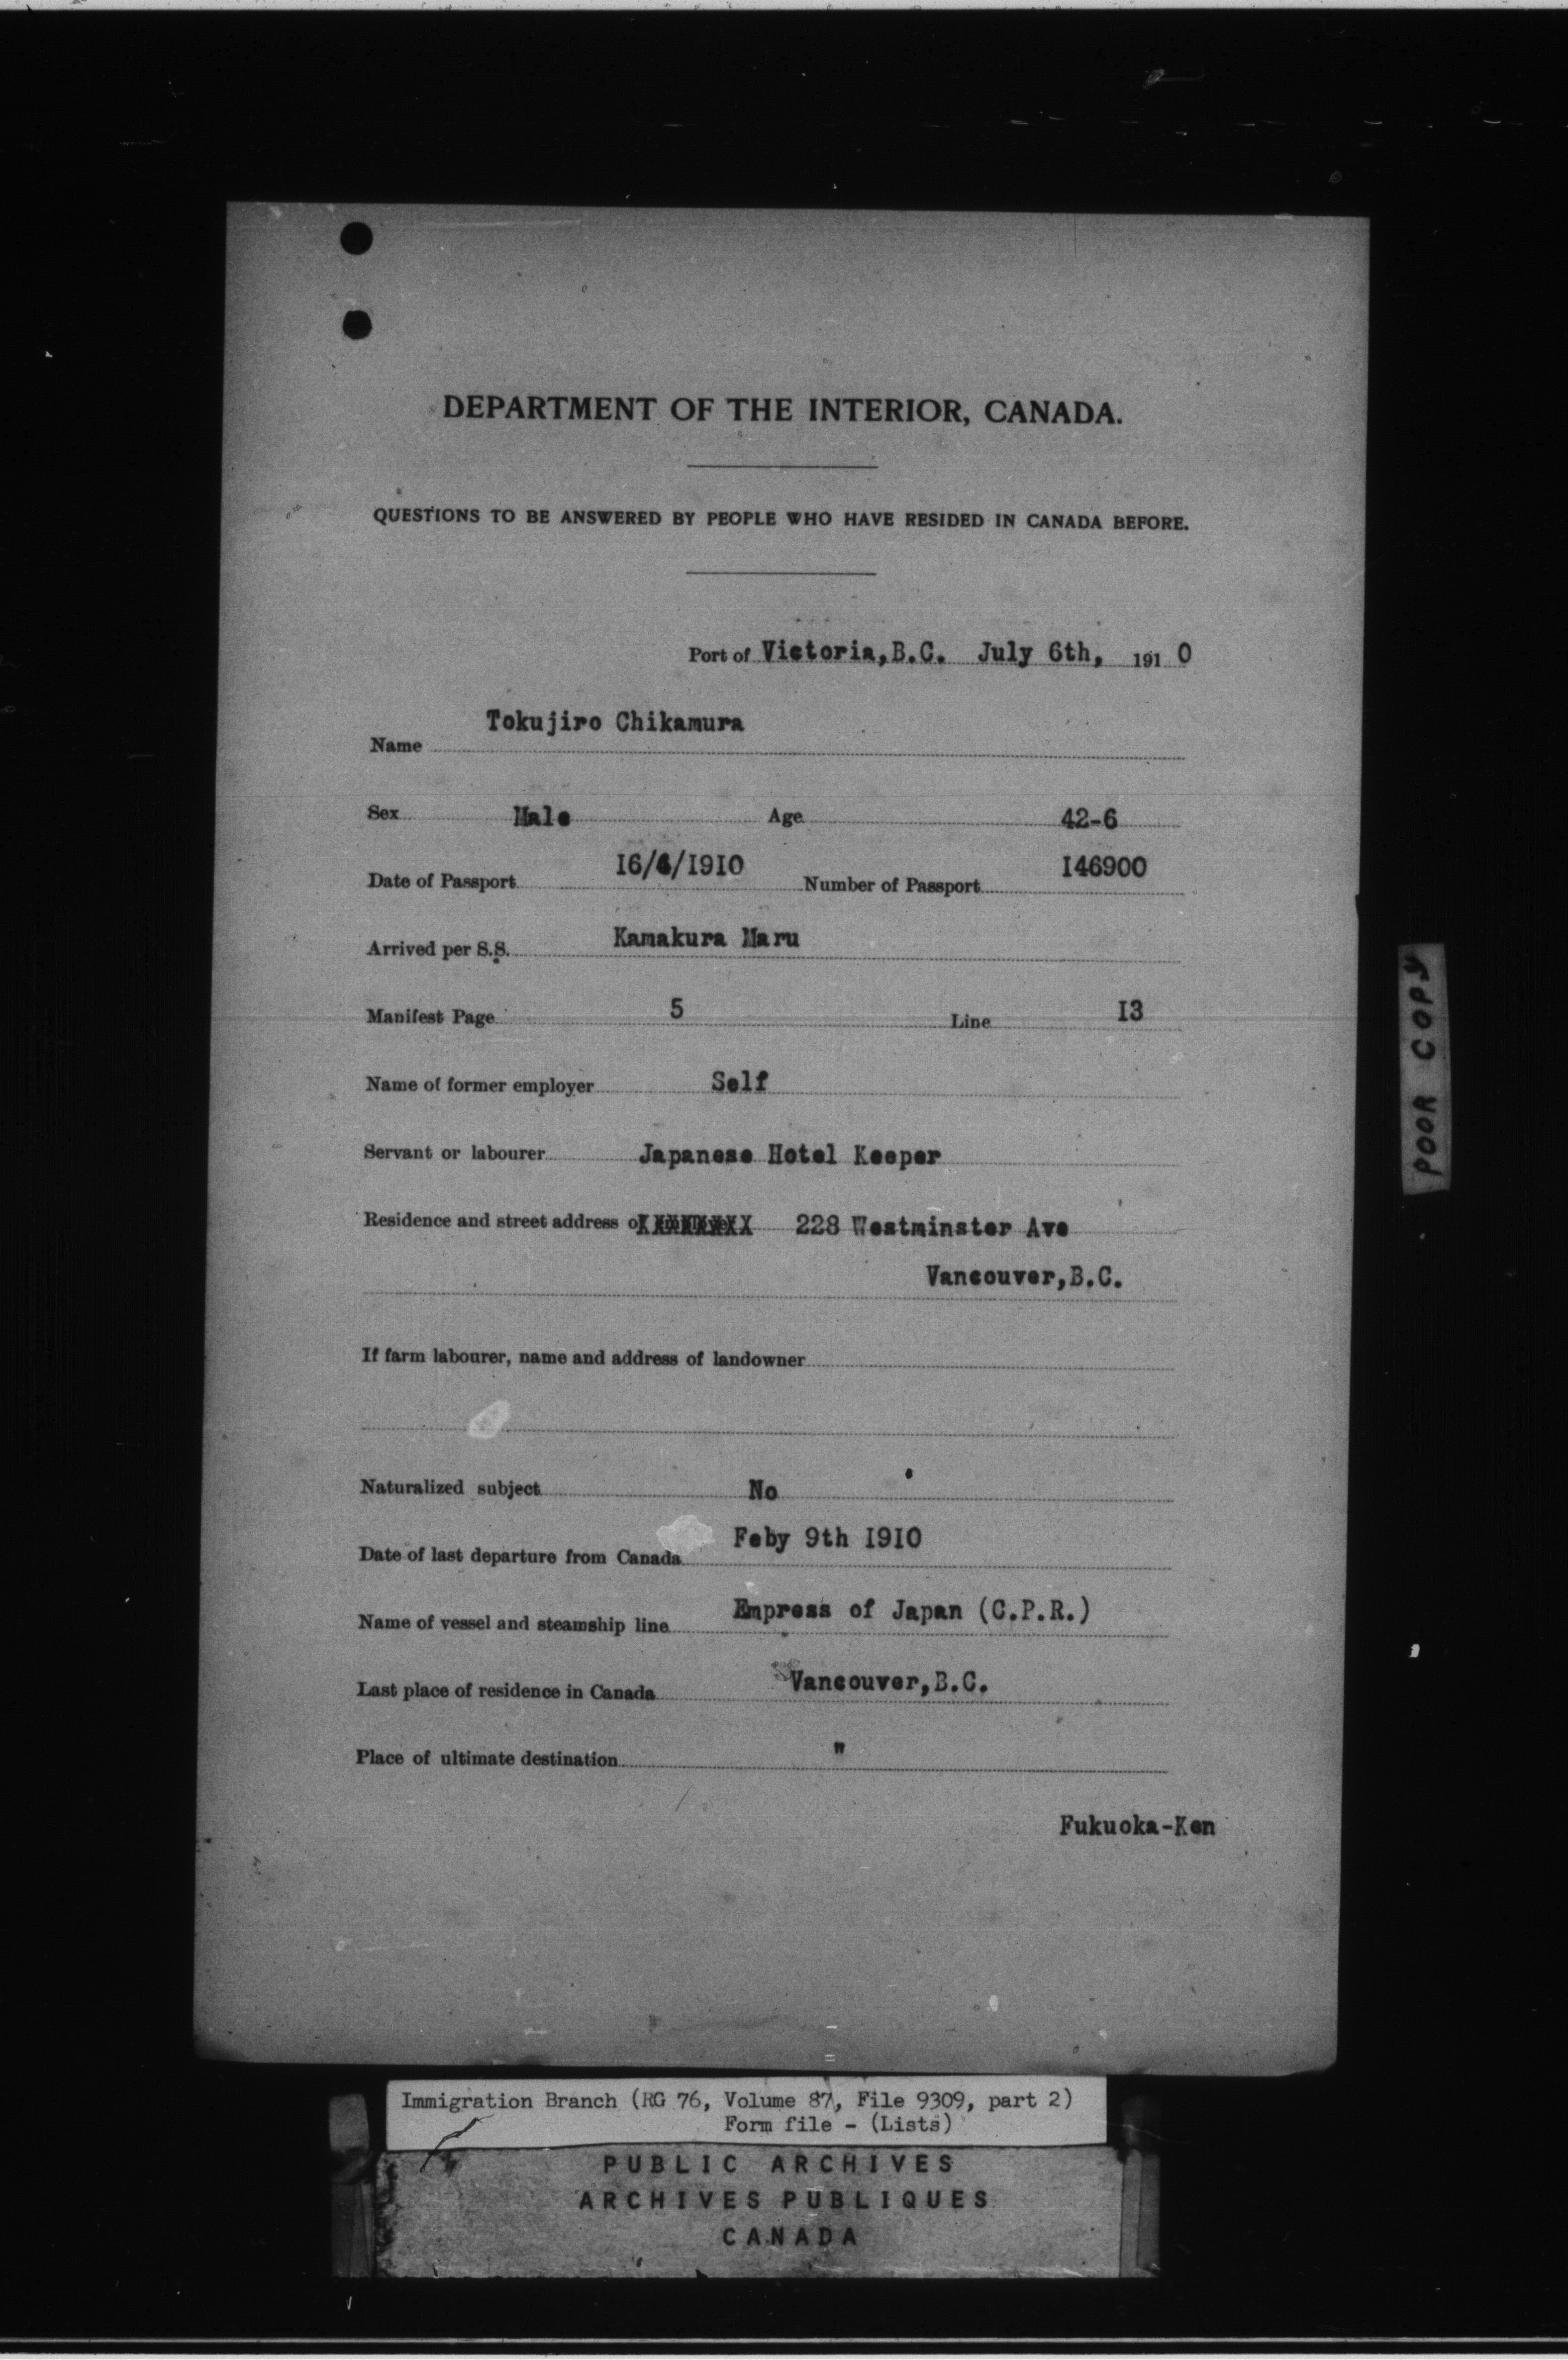 DEPARTMENT OF THE INTERIOR, CANADA.
QUESTIONS TO BE ANSWERED BY PEOPLE WHO HAVE RESIDED IN CANADA BEFORE.
Port of Victoria, B.C. July 6th, 1910
Name Tokujiro Chikamura
Sex Male Age 42-6
Date of Passport 16/6/1910 Number of Passport 146900
Arrived per S.S. Kamakura Maru
Manifest Page 5 Line 13
Name of former employer Self
Servant or labourer Japanese Hotel Keeper
Residence and street address of 228 Westminster Ave
Vancouver, B.C.
If farm labourer, name and address of landowner
Naturalized subject No
Date of last departure from Canada Feby 9th 1910
Name of vessel and steamship line Empress of Japan (C.P.R.)
Last place of residence in Canada Vancouver, B.C.
Place of ultimate destination "
Fukuoka-Ken
POOR COPY
Immigration Branch (RG 76, Volume 87, File 9309, part 2)
Form file - (Lists)
PUBLIC ARCHIVES
ARCHIVES PUBLIQUES
CANADA